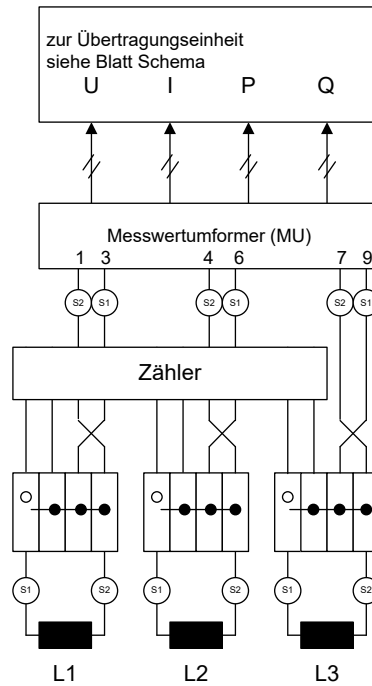 zur Übertragungseinheit
siehe Blatt Schema
U I P Q
Messwertumformer (MU)
1 3 4 6 7 9
S2 S1 S2 S1 S2 S1
Zähler
S1 S2 S1 S2 S1 S2
L1 L2 L3